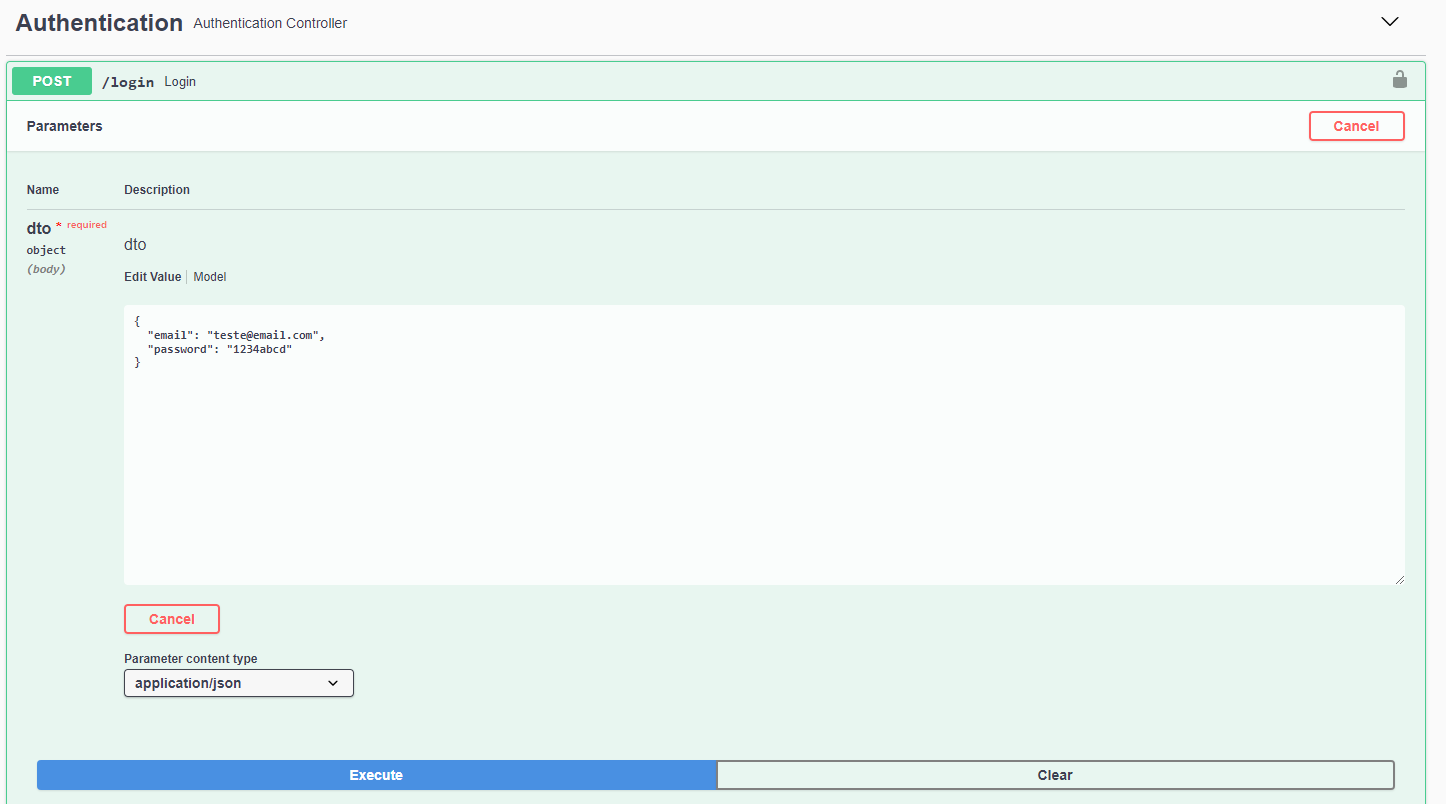 Authentication Authentication Controller
POST /login Login
Parameters Cancel
Name Description
dto * required
object
(body)
dto
Edit Value Model
{
  "email": "teste@email.com",
  "password": "1234abcd"
}
Cancel
Parameter content type
application/json
Execute Clear